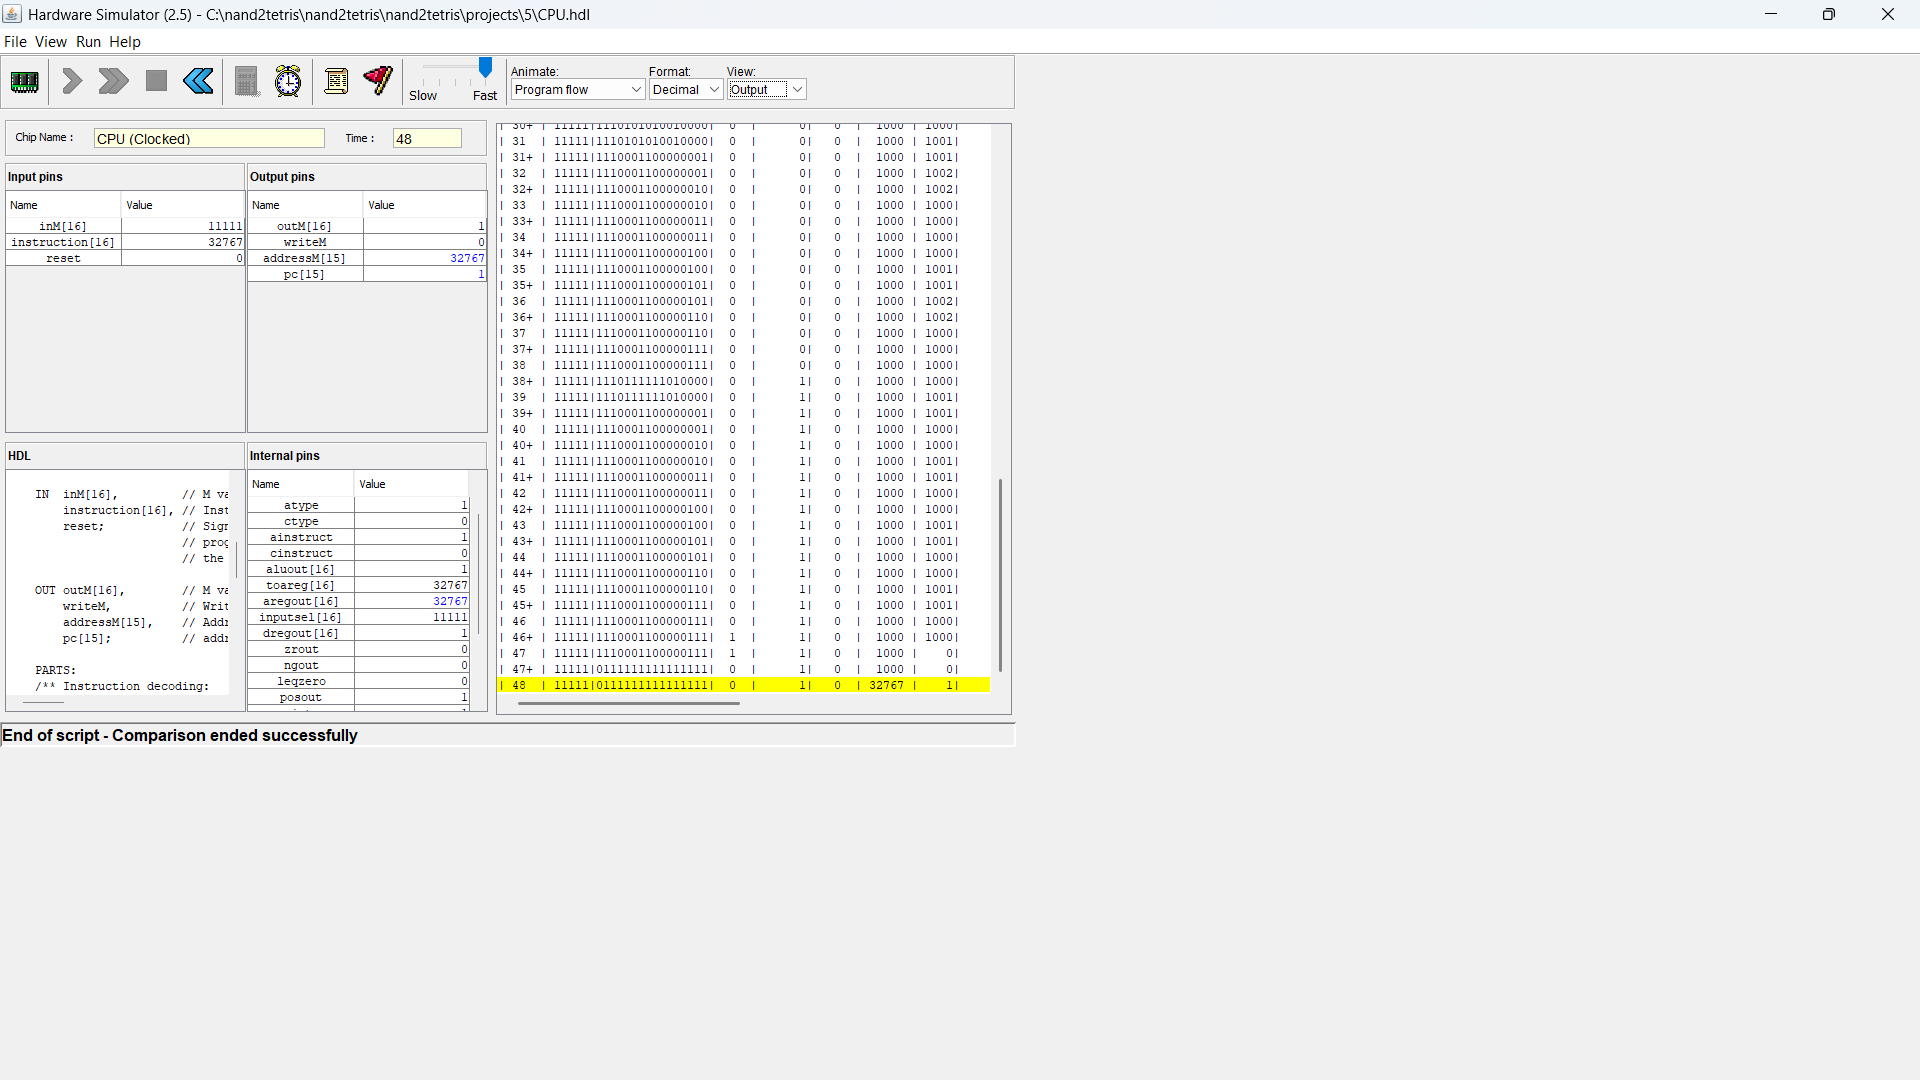 Hardware Simulator (2.5) - C:\nand2tetris\nand2tetris\nand2tetris\projects\5\CPU.hdl
File View Run Help
Slow Fast
Animate: Format: View:
Program flow Decimal Output
Chip Name : CPU (Clocked) Time : 48
Input pins
Name Value
inM[16] 11111
instruction[16] 32767
reset 0
Output pins
Name Value
outM[16] 1
writeM 0
addressM[15] 32767
pc[15] 1
HDL
IN inM[16], // M va
instruction[16], // Inst
reset; // Sign
// prog
// the
OUT outM[16], // M va
writeM, // Writ
addressM[15], // Addr
pc[15]; // addr
PARTS:
/** Instruction decoding:
Internal pins
Name Value
atype 1
ctype 0
ainstruct 1
cinstruct 0
aluout[16] 1
toareg[16] 32767
aregout[16] 32767
inputsel[16] 11111
dregout[16] 1
zrout 0
ngout 0
leqzero 0
posout 1
| 30+ | 11111|1110101010010000| 0 | 0| 0 | 1000 | 1000|
| 31 | 11111|1110101010010000| 0 | 0| 0 | 1000 | 1001|
| 31+ | 11111|1110001100000001| 0 | 0| 0 | 1000 | 1001|
| 32 | 11111|1110001100000001| 0 | 0| 0 | 1000 | 1002|
| 32+ | 11111|1110001100000010| 0 | 0| 0 | 1000 | 1002|
| 33 | 11111|1110001100000010| 0 | 0| 0 | 1000 | 1000|
| 33+ | 11111|1110001100000011| 0 | 0| 0 | 1000 | 1000|
| 34 | 11111|1110001100000011| 0 | 0| 0 | 1000 | 1000|
| 34+ | 11111|1110001100000100| 0 | 0| 0 | 1000 | 1000|
| 35 | 11111|1110001100000100| 0 | 0| 0 | 1000 | 1001|
| 35+ | 11111|1110001100000101| 0 | 0| 0 | 1000 | 1001|
| 36 | 11111|1110001100000101| 0 | 0| 0 | 1000 | 1002|
| 36+ | 11111|1110001100000110| 0 | 0| 0 | 1000 | 1002|
| 37 | 11111|1110001100000110| 0 | 0| 0 | 1000 | 1000|
| 37+ | 11111|1110001100000111| 0 | 0| 0 | 1000 | 1000|
| 38 | 11111|1110001100000111| 0 | 0| 0 | 1000 | 1000|
| 38+ | 11111|1110111111010000| 0 | 1| 0 | 1000 | 1000|
| 39 | 11111|1110111111010000| 0 | 1| 0 | 1000 | 1001|
| 39+ | 11111|1110001100000001| 0 | 1| 0 | 1000 | 1001|
| 40 | 11111|1110001100000001| 0 | 1| 0 | 1000 | 1000|
| 40+ | 11111|1110001100000010| 0 | 1| 0 | 1000 | 1000|
| 41 | 11111|1110001100000010| 0 | 1| 0 | 1000 | 1001|
| 41+ | 11111|1110001100000011| 0 | 1| 0 | 1000 | 1001|
| 42 | 11111|1110001100000011| 0 | 1| 0 | 1000 | 1000|
| 42+ | 11111|1110001100000100| 0 | 1| 0 | 1000 | 1000|
| 43 | 11111|1110001100000100| 0 | 1| 0 | 1000 | 1001|
| 43+ | 11111|1110001100000101| 0 | 1| 0 | 1000 | 1001|
| 44 | 11111|1110001100000101| 0 | 1| 0 | 1000 | 1000|
| 44+ | 11111|1110001100000110| 0 | 1| 0 | 1000 | 1000|
| 45 | 11111|1110001100000110| 0 | 1| 0 | 1000 | 1001|
| 45+ | 11111|1110001100000111| 0 | 1| 0 | 1000 | 1001|
| 46 | 11111|1110001100000111| 0 | 1| 0 | 1000 | 1000|
| 46+ | 11111|1110001100000111| 1 | 1| 0 | 1000 | 1000|
| 47 | 11111|1110001100000111| 1 | 1| 0 | 1000 | 0|
| 47+ | 11111|0111111111111111| 0 | 1| 0 | 1000 | 0|
| 48 | 11111|0111111111111111| 0 | 1| 0 | 32767 | 1|
End of script - Comparison ended successfully